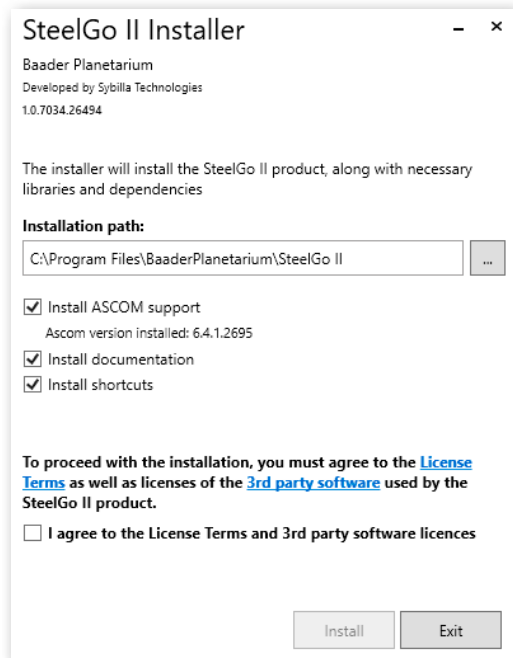 SteelGo II Installer
Baader Planetarium
Developed by Sybilla Technologies
1.0.7034.26494
The installer will install the SteelGo II product, along with necessary
libraries and dependencies
Installation path:
C:\Program Files\BaaderPlanetarium\SteelGo II
...
Install ASCOM support
Ascom version installed: 6.4.1.2695
Install documentation
Install shortcuts
To proceed with the installation, you must agree to the License
Terms as well as licenses of the 3rd party software used by the
SteelGo II product.
I agree to the License Terms and 3rd party software licences
Install
Exit